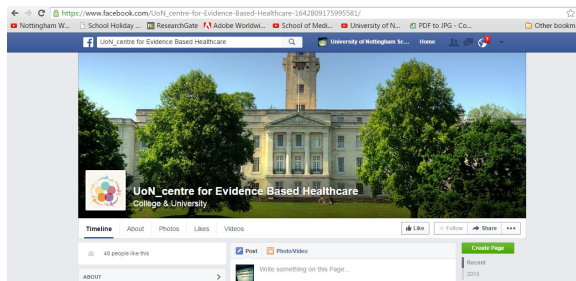 https://www.facebook.com/UoN_centre-for-Evidence-Based-Healthcare-1642809175995581/
Nottingham W... School Holiday ... ResearchGate Adobe Worldwi... School of Medi... University of N... PDF to JPG - Co... Other bookm
UoN_centre for Evidence Based Healthcare University of Nottingham Sc... Home
UoN_centre for Evidence Based Healthcare
College & University
Timeline About Photos Likes Videos Like + Follow Share
48 people like this Post Photo/Video Create Page
Write something on this Page... Recent
ABOUT 2015